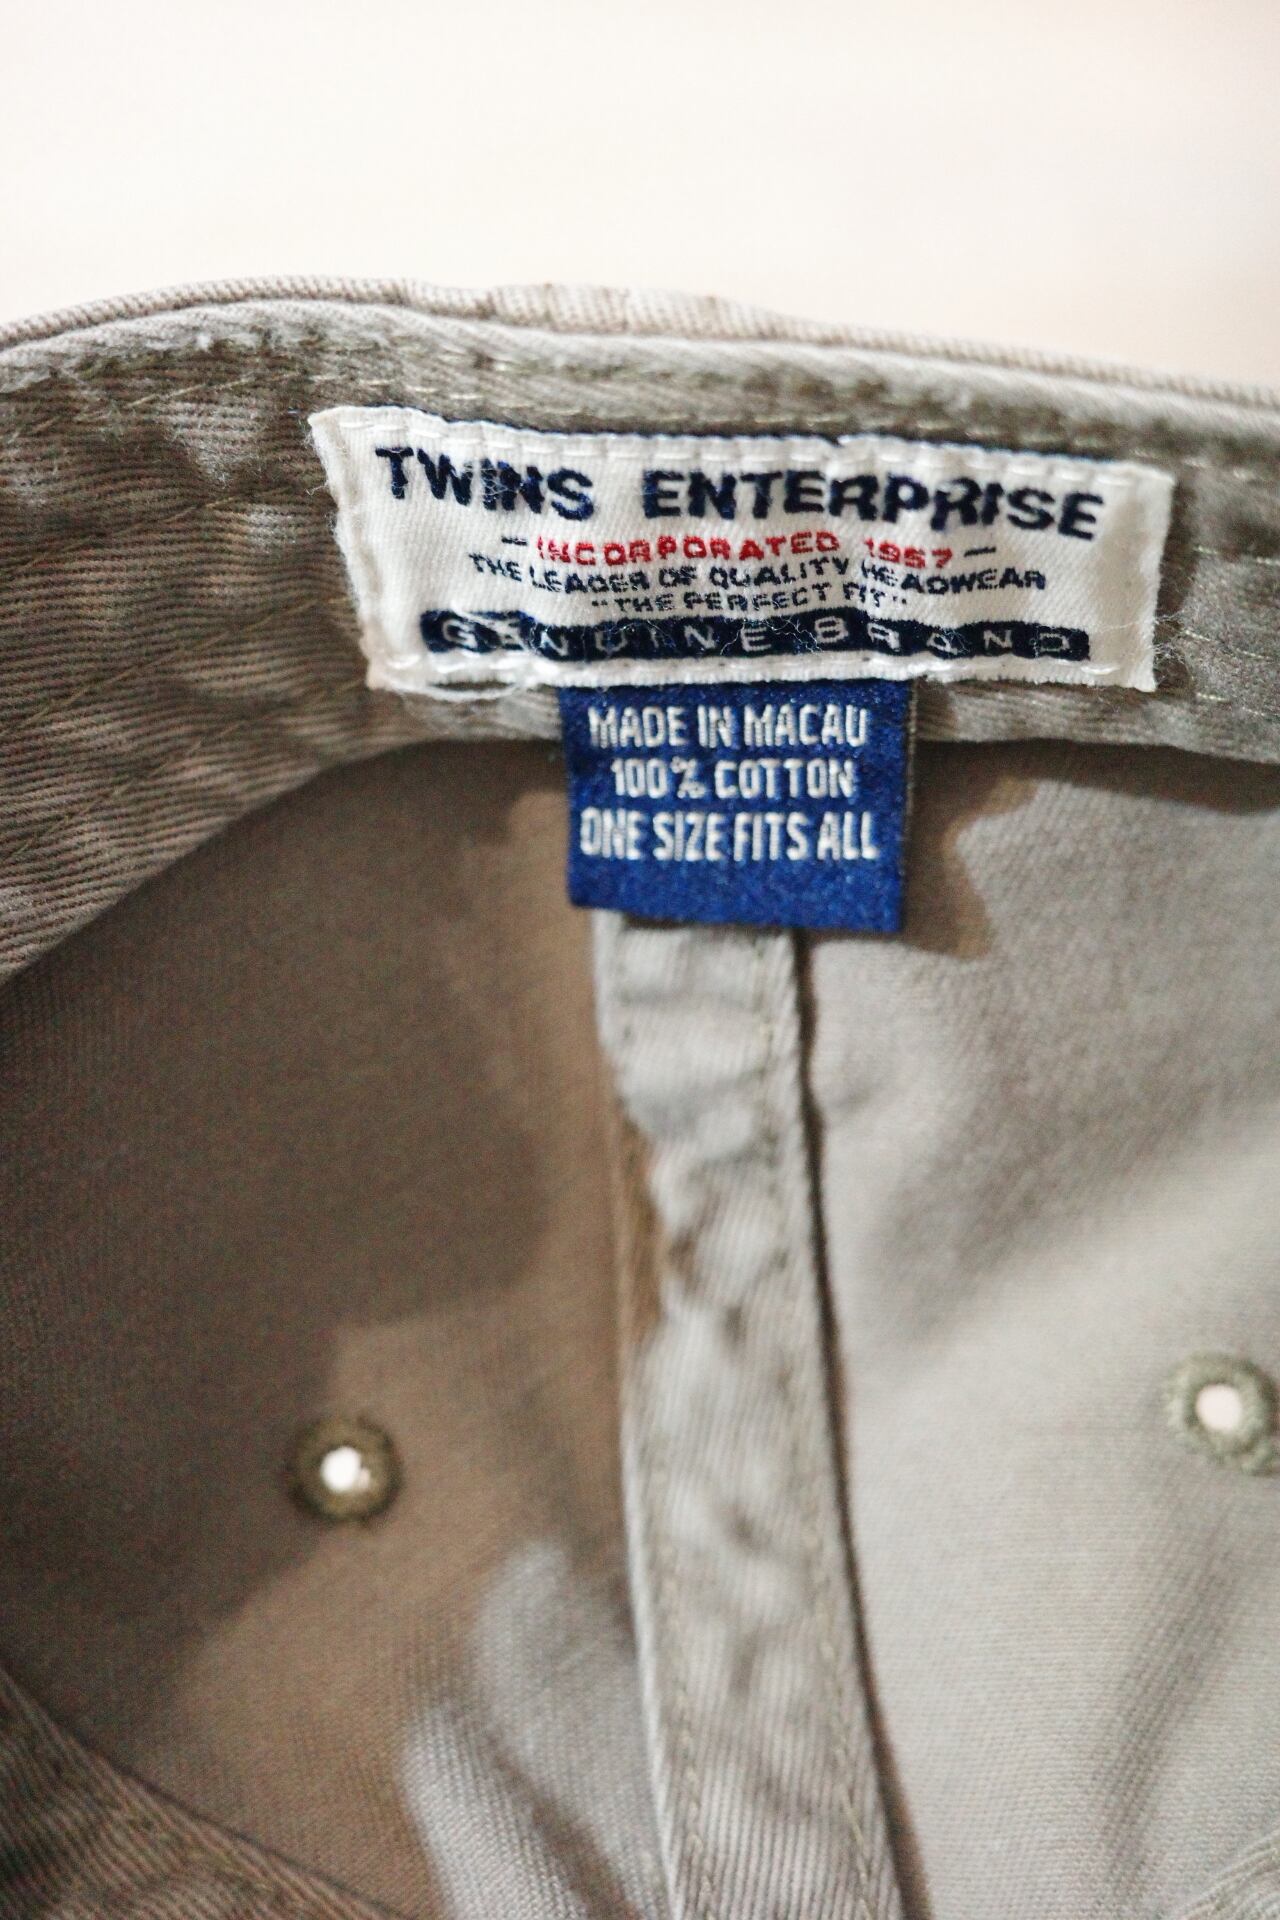 TWINS ENTERPRISE
- INCORPORATED 1967 -
THE LEADER OF QUALITY HEADWEAR
"THE PERFECT FIT"
GENUINE BRAND
MADE IN MACAU
100% COTTON
ONE SIZE FITS ALL